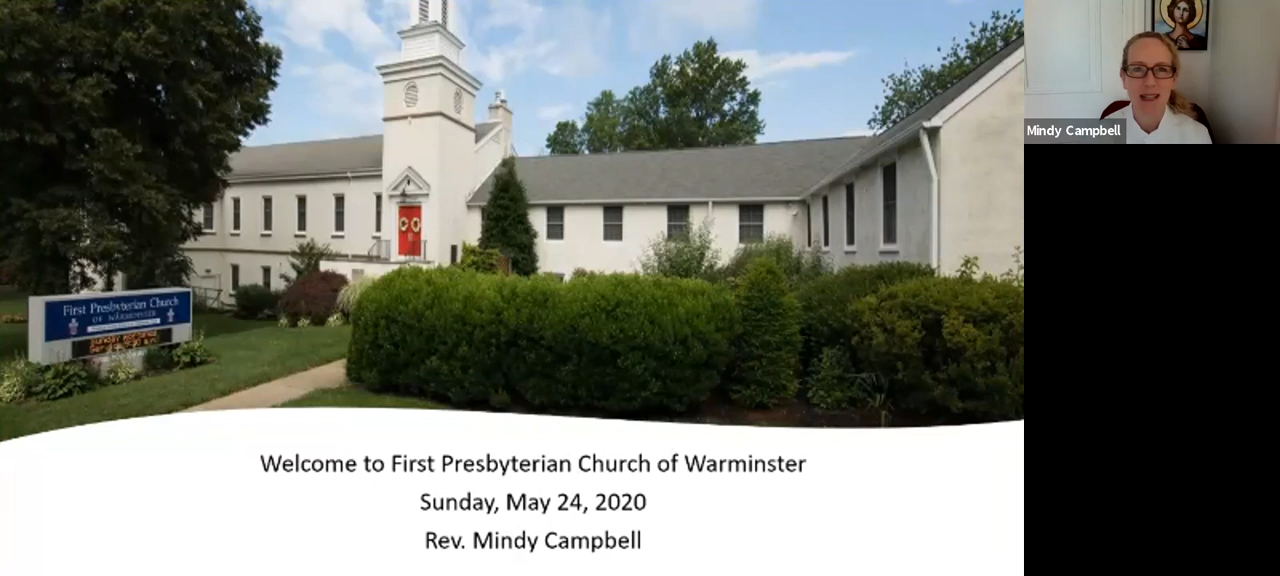 First Presbyterian Church
OF WARMINSTER
Mindy Campbell
Welcome to First Presbyterian Church of Warminster
Sunday, May 24, 2020
Rev. Mindy Campbell